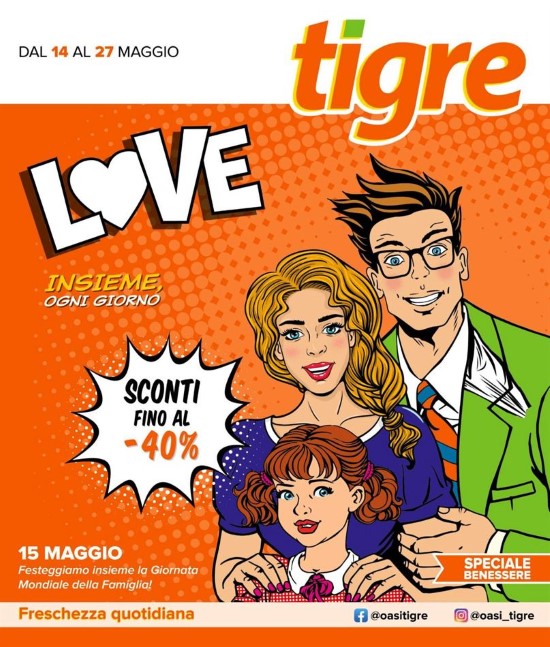 DAL 14 AL 27 MAGGIO
tigre
LOVE
INSIEME,
OGNI GIORNO
SCONTI
FINO AL
-40%
15 MAGGIO
Festeggiamo insieme la Giornata
Mondiale della Famiglia!
SPECIALE
BENESSERE
Freschezza quotidiana
@oasitigre
@oasi_tigre